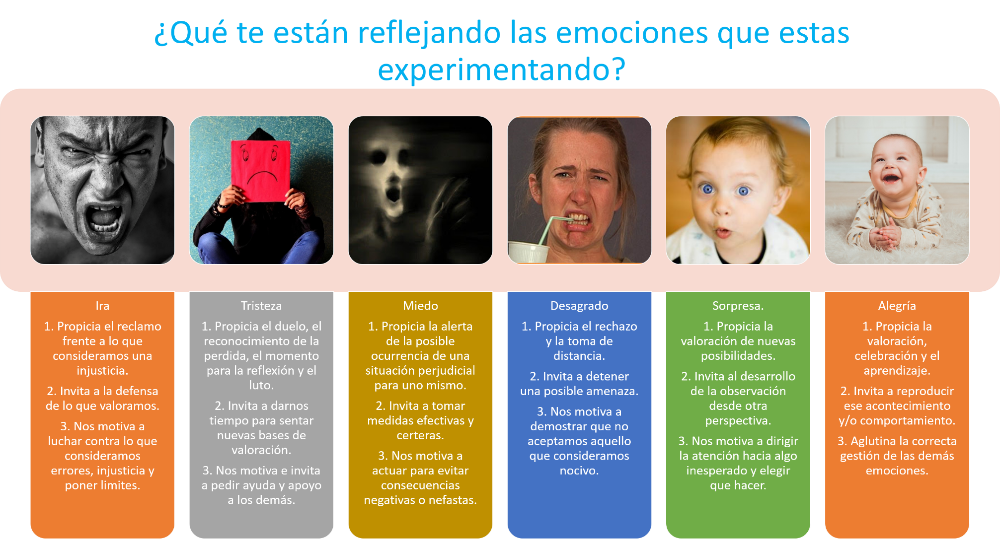 ¿Qué te están reflejando las emociones que estas
experimentando?
Ira
1. Propicia el reclamo
frente a lo que
consideramos una
injusticia.
2. Invita a la defensa
de lo que valoramos.
3. Nos motiva a
luchar contra lo que
consideramos
errores, injusticia y
poner limites.
Tristeza
1. Propicia el duelo, el
reconocimiento de la
perdida, el momento
para la reflexión y el
luto.
2. Invita a darnos
tiempo para sentar
nuevas bases de
valoración.
3. Nos motiva e invita
a pedir ayuda y apoyo
a los demás.
Miedo
1. Propicia la alerta
de la posible
ocurrencia de una
situación perjudicial
para uno mismo.
2. Invita a tomar
medidas efectivas y
certeras.
3. Nos motiva a
actuar para evitar
consecuencias
negativas o nefastas.
Desagrado
1. Propicia el rechazo
y la toma de
distancia.
2. Invita a detener
una posible amenaza.
3. Nos motiva a
demostrar que no
aceptamos aquello
que consideramos
nocivo.
Sorpresa.
1. Propicia la
valoración de nuevas
posibilidades.
2. Invita al desarrollo
de la observación
desde otra
perspectiva.
3. Nos motiva a dirigir
la atención hacia algo
inesperado y elegir
que hacer.
Alegría
1. Propicia la
valoración,
celebración y el
aprendizaje.
2. Invita a reproducir
ese acontecimiento
y/o comportamiento.
3. Aglutina la correcta
gestión de las demás
emociones.